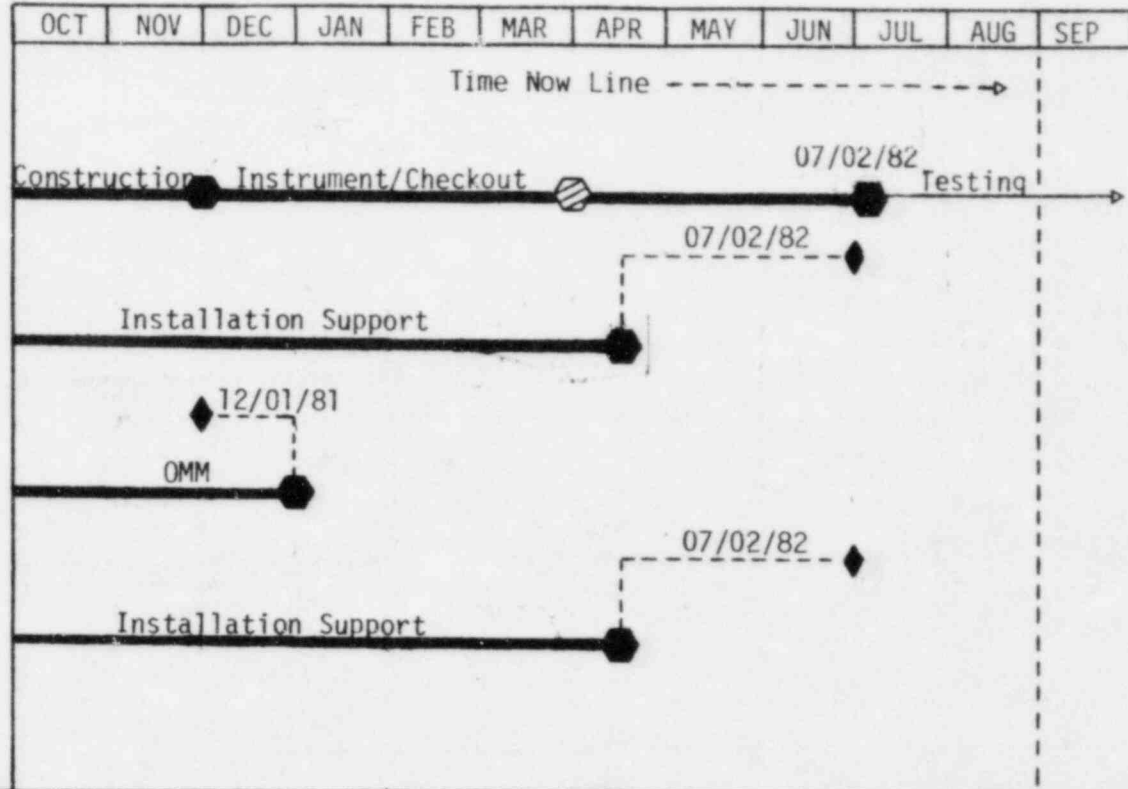 OCT NOV DEC JAN FEB MAR APR MAY JUN JUL AUG SEP
Time Now Line
07/02/82
Construction Instrument/Checkout Testing
07/02/82
Installation Support
12/01/81
OMM
07/02/82
Installation Support